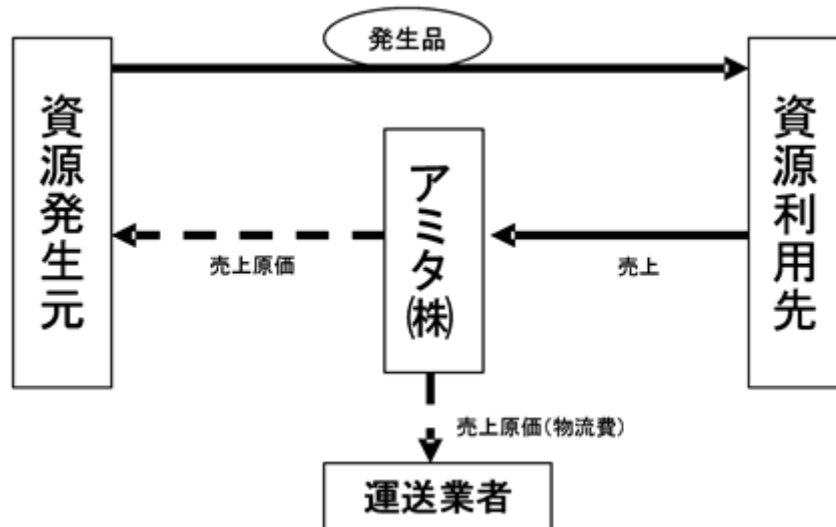 発生品
資源発生元
アミタ㈱
資源利用先
売上原価
売上
売上原価(物流費)
運送業者